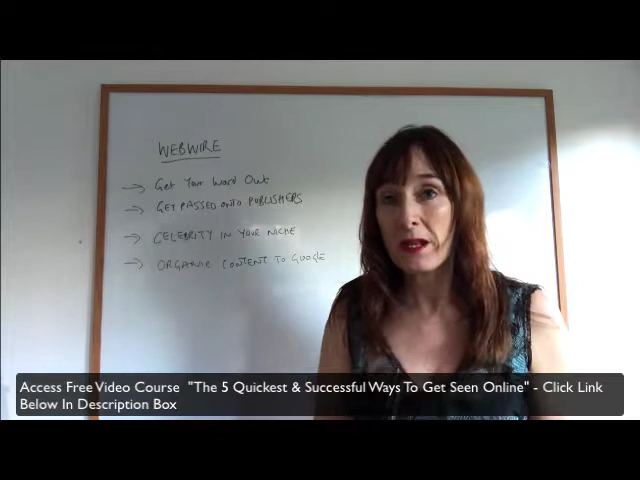 WEBWIRE
→ Get Your Word Out
→ GET PASSED ONTO PUBLISHERS
→ CELEBRITY IN YOUR NICHE
→ ORGANIC CONTENT TO GOOGLE
Access Free Video Course "The 5 Quickest & Successful Ways To Get Seen Online" - Click Link
Below In Description Box